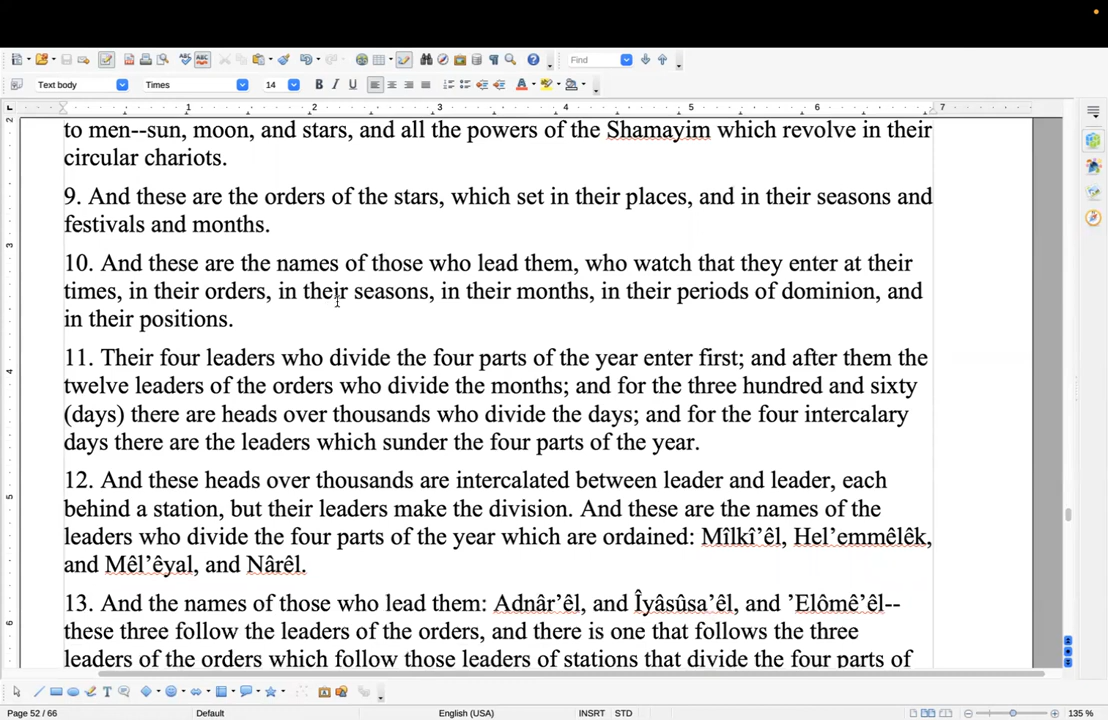 Find
Text body
Times
14
1 2 3 4 5 6 7
to men--sun, moon, and stars, and all the powers of the Shamayim which revolve in their
circular chariots.
9. And these are the orders of the stars, which set in their places, and in their seasons and
festivals and months.
10. And these are the names of those who lead them, who watch that they enter at their
times, in their orders, in their seasons, in their months, in their periods of dominion, and
in their positions.
11. Their four leaders who divide the four parts of the year enter first; and after them the
twelve leaders of the orders who divide the months; and for the three hundred and sixty
(days) there are heads over thousands who divide the days; and for the four intercalary
days there are the leaders which sunder the four parts of the year.
12. And these heads over thousands are intercalated between leader and leader, each
behind a station, but their leaders make the division. And these are the names of the
leaders who divide the four parts of the year which are ordained: Mîlkî’êl, Hel’emmêlêk,
and Mêl’êyal, and Nârêl.
13. And the names of those who lead them: Adnâr’êl, and Îyâsûsa’êl, and ’Elômê’êl--
these three follow the leaders of the orders, and there is one that follows the three
leaders of the orders which follow those leaders of stations that divide the four parts of
2
3
4
5
6
Page 52 / 66
Default
English (USA)
INSRT
STD
135 %